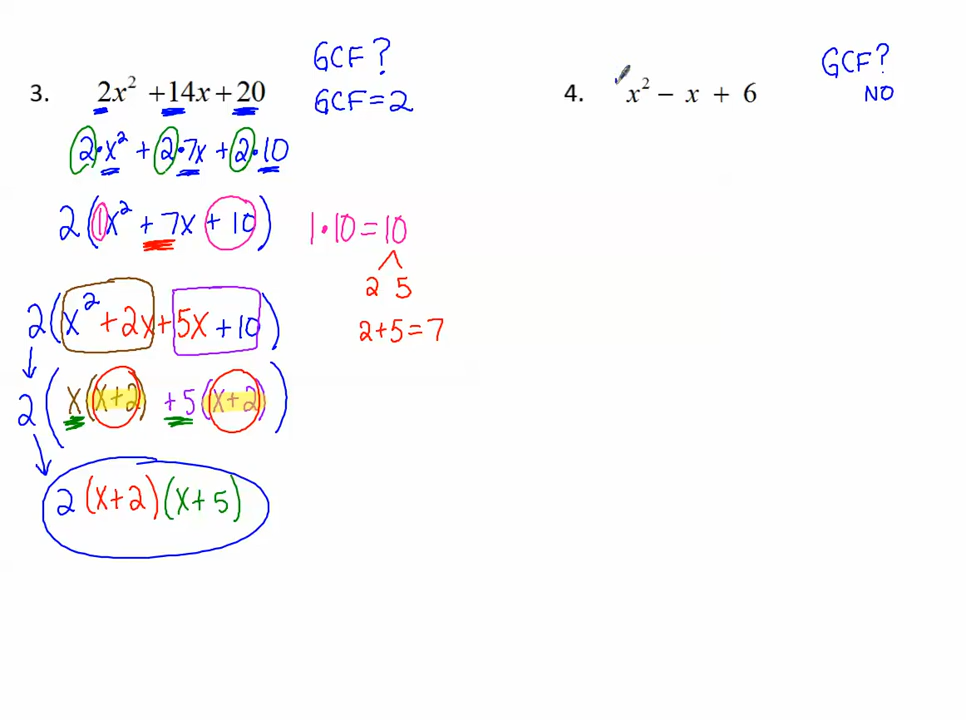 GCF?
3. 2x² +14x+20
GCF=2
2·x² + 2·7x + 2·10
2(1x² + 7x + 10)
1·10=10
2 5
2+5=7
2(x² +2x+5x +10)
2(x(x+2) +5(x+2))
2(x+2)(x+5)
GCF?
4. x² − x + 6
NO